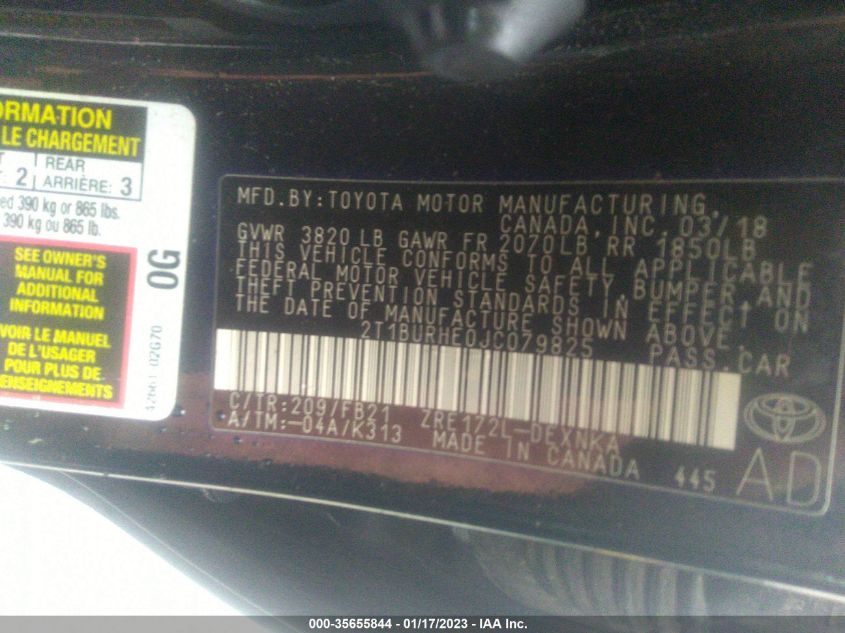 ORMATION
LE CHARGEMENT
2 REAR
ARRIÈRE: 3
ed 390 kg or 865 lbs.
390 kg ou 865 lb.
SEE OWNER'S
MANUAL FOR
ADDITIONAL
INFORMATION
VOIR LE MANUEL
DE L'USAGER
POUR PLUS DE
RENSEIGNEMENTS
0G
42661-02G70
MFD.BY:TOYOTA MOTOR MANUFACTURING,
CANADA,INC. 03/18
GVWR 3820 LB GAWR FR 2070LB RR 1850LB
THIS VEHICLE CONFORMS TO ALL APPLICABLE
FEDERAL MOTOR VEHICLE SAFETY, BUMPER, AND
THEFT PREVENTION STANDARDS IN EFFECT ON
THE DATE OF MANUFACTURE SHOWN ABOVE.
2T1BURHE0JC079825 PASS.CAR
C/TR:209/FB21 ZRE172L-DEXNKA
A/TM:-04A/K313 MADE IN CANADA 445
AD
000-35655844 - 01/17/2023 - IAA Inc.